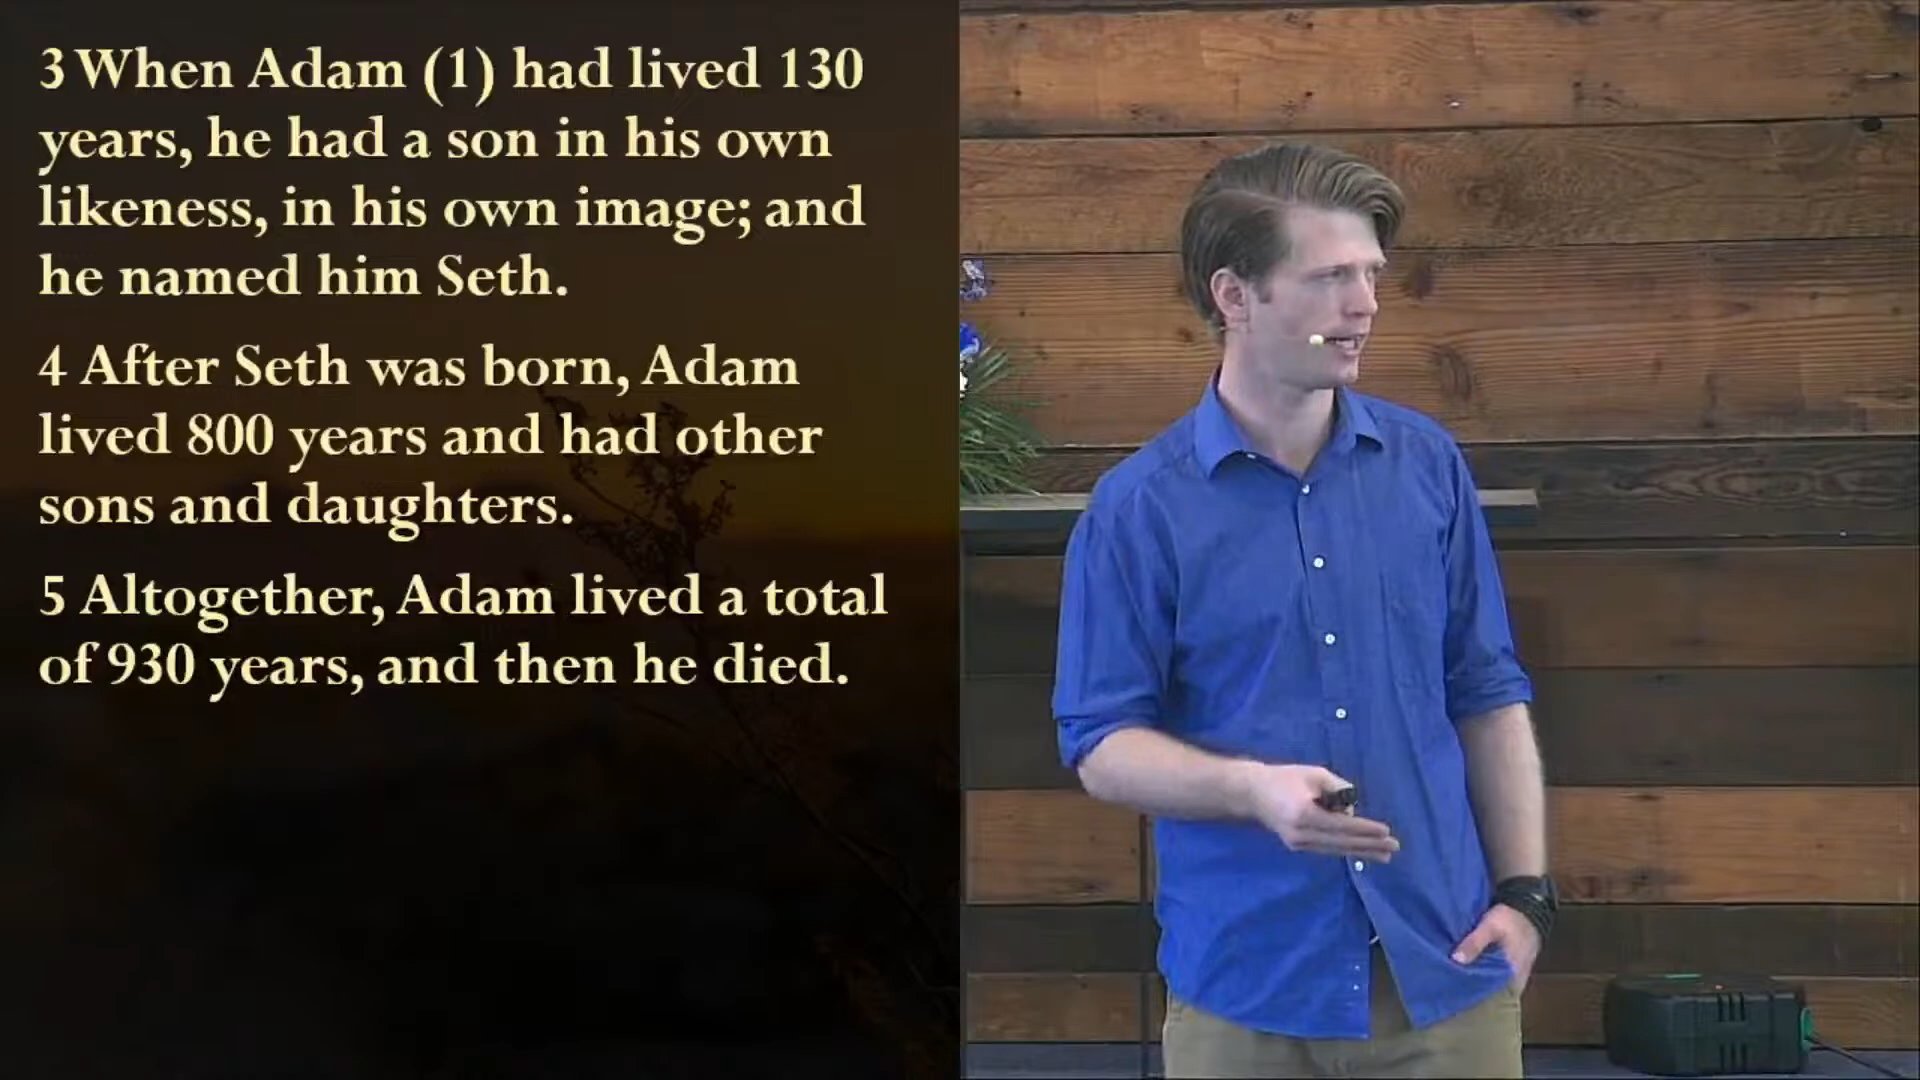 3 When Adam (1) had lived 130
years, he had a son in his own
likeness, in his own image; and
he named him Seth.
4 After Seth was born, Adam
lived 800 years and had other
sons and daughters.
5 Altogether, Adam lived a total
of 930 years, and then he died.